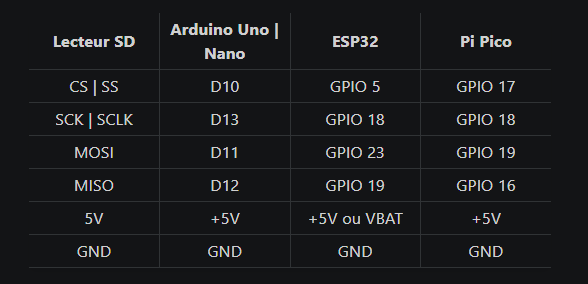 Lecteur SD | Arduino Uno | Nano | ESP32 | Pi Pico
CS | SS D10 GPIO 5 GPIO 17
SCK | SCLK D13 GPIO 18 GPIO 18
MOSI D11 GPIO 23 GPIO 19
MISO D12 GPIO 19 GPIO 16
5V +5V +5V ou VBAT +5V
GND GND GND GND